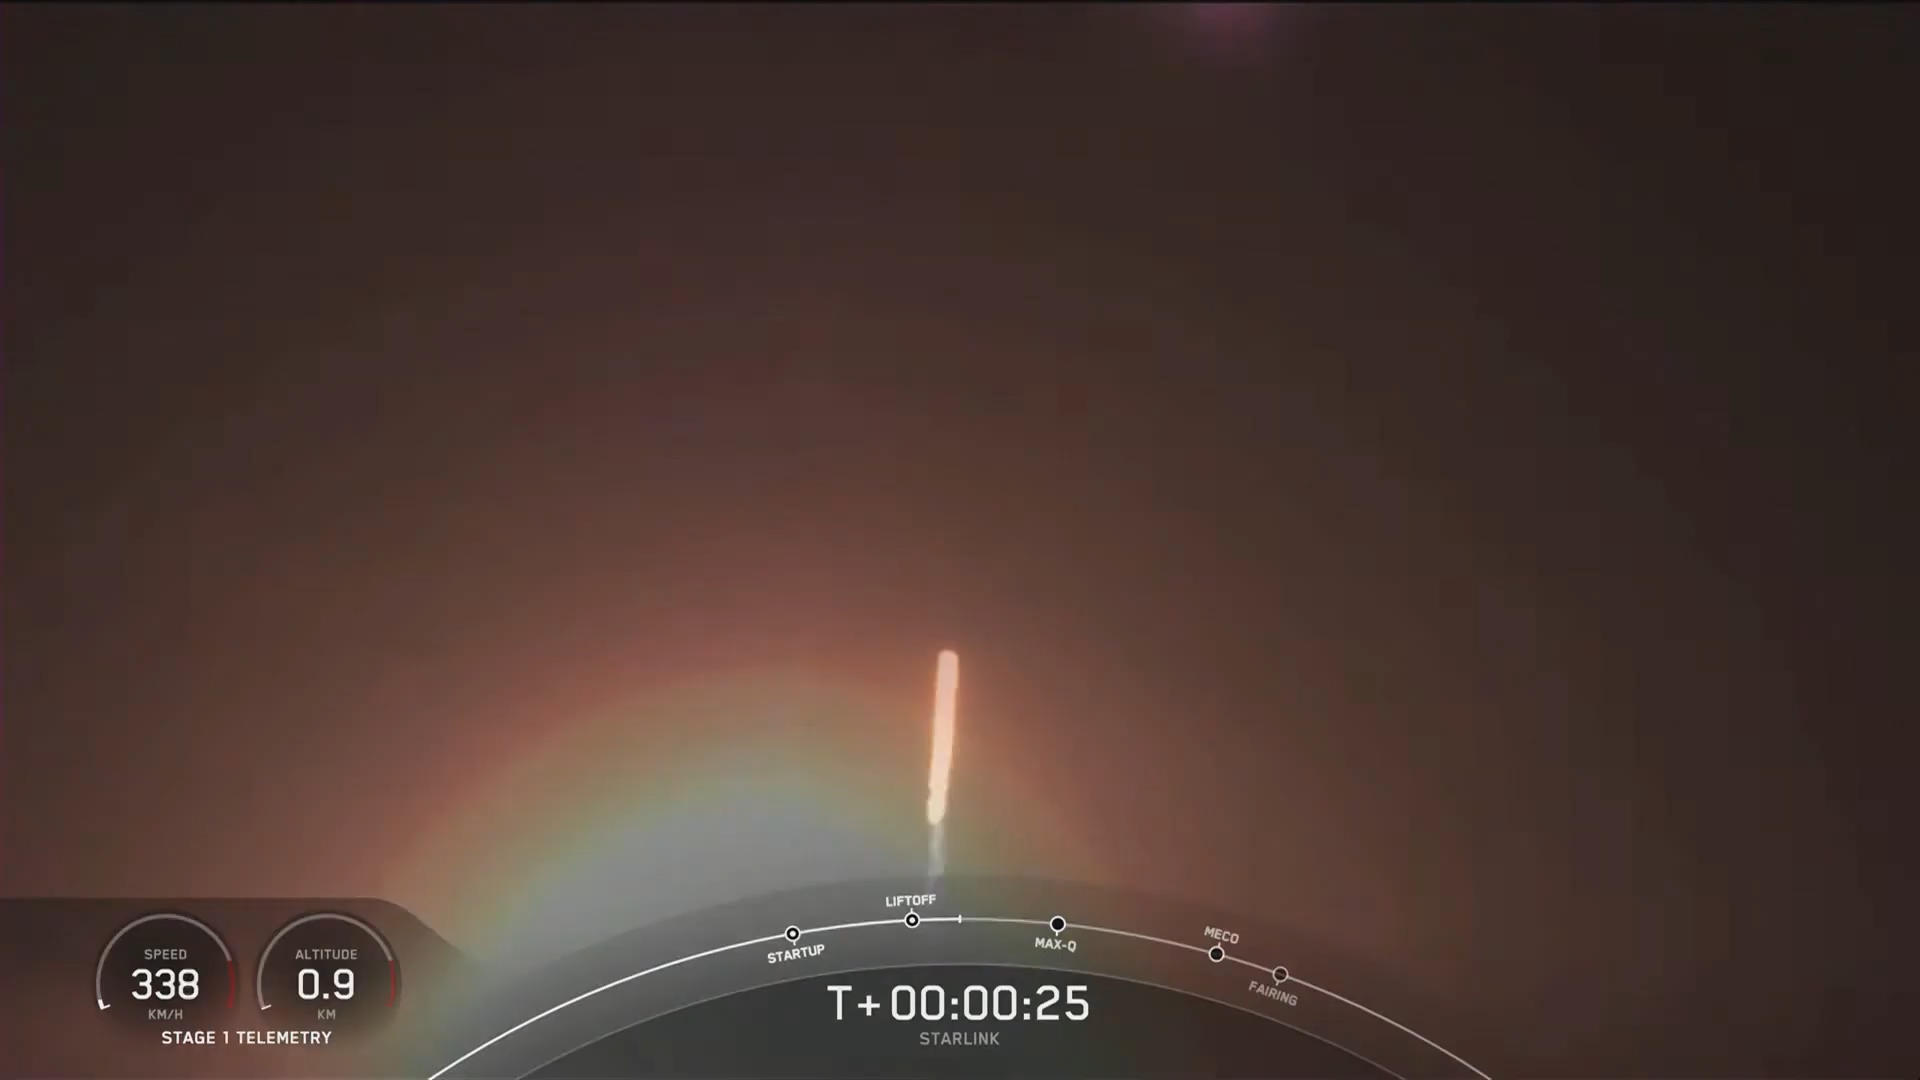 LIFTOFF
STARTUP
MAX-Q
MECO
FAIRING
SPEED
338
KM/H
ALTITUDE
0.9
KM
STAGE 1 TELEMETRY
T+00:00:25
STARLINK